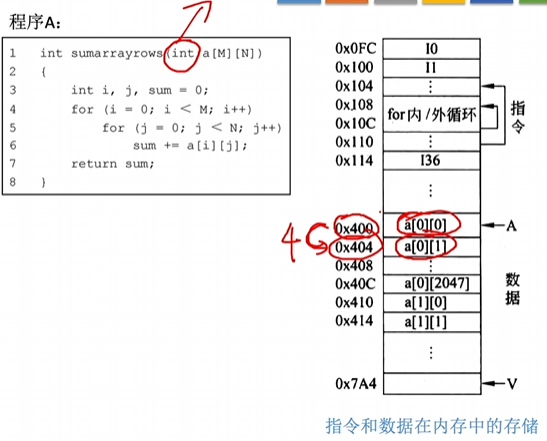 程序A:
1 int sumarrayrows(int a[M][N])
2 {
3 int i, j, sum = 0;
4 for (i = 0; i < M; i++)
5 for (j = 0; j < N; j++)
6 sum += a[i][j];
7 return sum;
8 }
0x0FC I0
0x100 I1
0x104 ⋮
0x108 for内/外循环
0x10C
0x110 ⋮
0x114 I36
指令
⋮
0x400 a[0][0] A
4
0x404 a[0][1]
0x408 ⋮
0x40C a[0][2047]
0x410 a[1][0]
0x414 a[1][1]
数据
⋮
0x7A4 V
指令和数据在内存中的存储